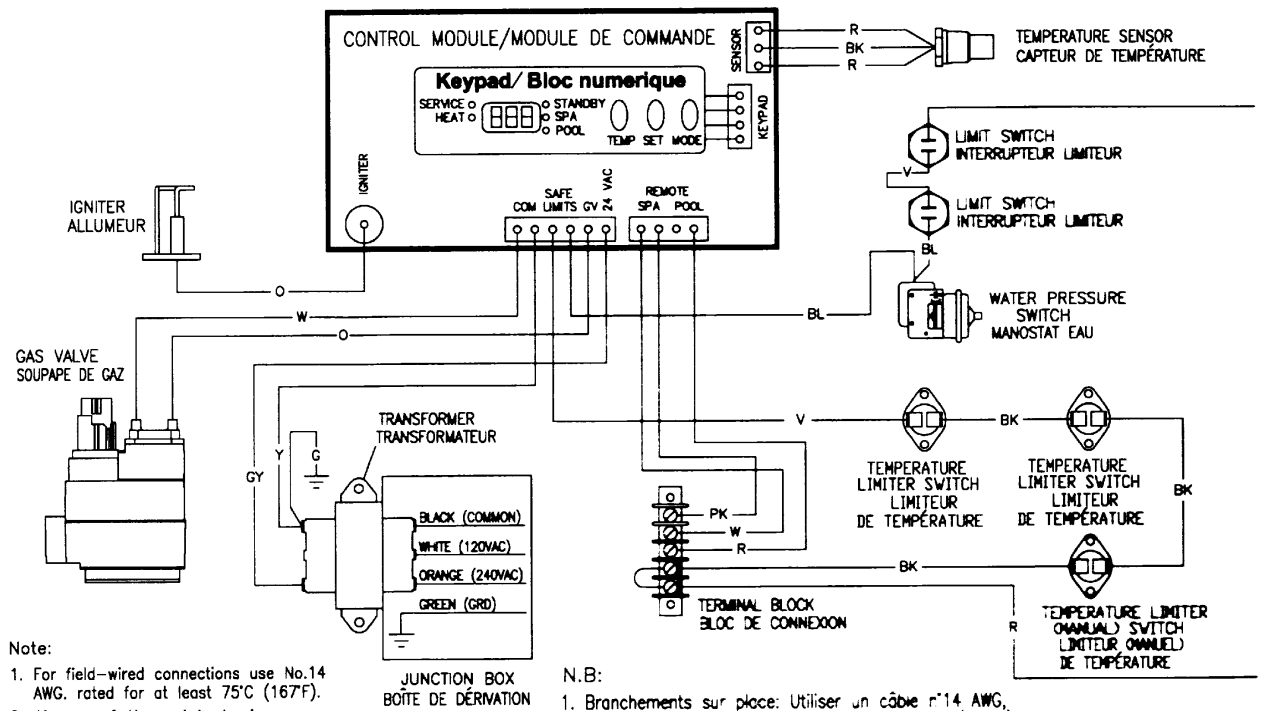 CONTROL MODULE/MODULE DE COMMANDE
SENSOR
R
BK
R
TEMPERATURE SENSOR
CAPTEUR DE TEMPÉRATURE
Keypad/ Bloc numerique
SERVICE
HEAT
STANDBY
SPA
POOL
TEMP SET MODE
KEYPAD
LIMIT SWITCH
INTERRUPTEUR LIMITEUR
V
LIMIT SWITCH
INTERRUPTEUR LIMITEUR
BL
IGNITER
IGNITER
ALLUMEUR
SAFE
COM LIMITS GV 24 VAC
REMOTE
SPA POOL
O
W
O
BL
WATER PRESSURE
SWITCH
MANOSTAT EAU
GAS VALVE
SOUPAPE DE GAZ
TRANSFORMER
TRANSFORMATEUR
V
BK
TEMPERATURE
LIMITER SWITCH
LIMITEUR
DE TEMPÉRATURE
TEMPERATURE
LIMITER SWITCH
LIMITEUR
DE TEMPÉRATURE
BK
GY
Y
G
BLACK (COMMON)
WHITE (120VAC)
ORANGE (240VAC)
GREEN (GRD)
PK
W
R
BK
TERMINAL BLOCK
BLOC DE CONNEXION
R
TEMPERATURE LIMITER
(MANUAL) SWITCH
LIMITEUR (MANUEL)
DE TEMPÉRATURE
JUNCTION BOX
BOÎTE DE DÉRIVATION
Note:
1. For field-wired connections use No.14
AWG. rated for at least 75°C (167°F).
N.B:
1. Branchements sur place: Utiliser un câble n°14 AWG,